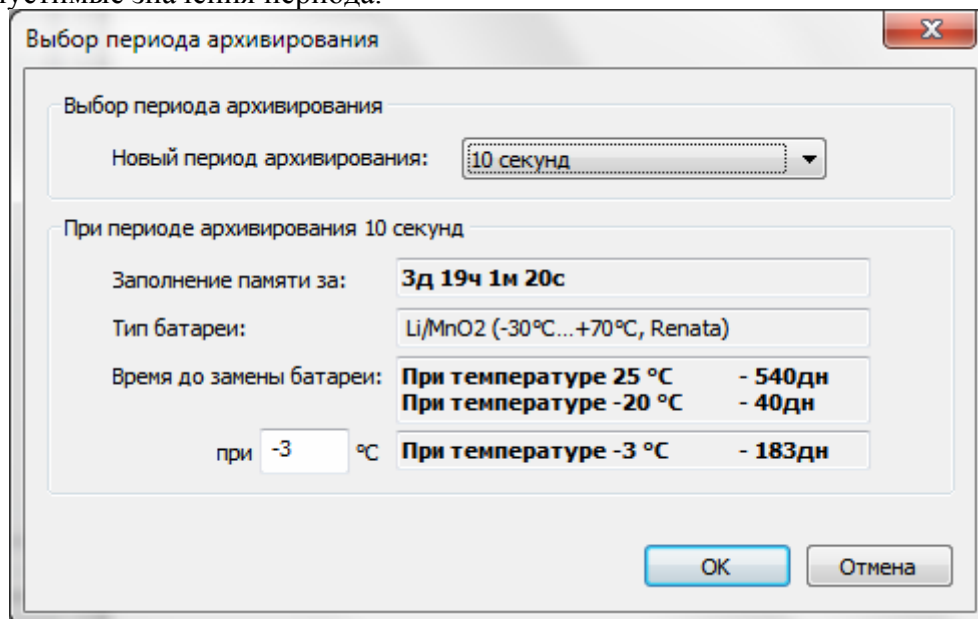 значения периода.
Выбор периода архивирования
Выбор периода архивирования
Новый период архивирования: 10 секунд
При периоде архивирования 10 секунд
Заполнение памяти за: 3д 19ч 1м 20с
Тип батареи: Li/MnO2 (-30°C...+70°C, Renata)
Время до замены батареи: При температуре 25 °C - 540дн
При температуре -20 °C - 40дн
при -3 °C При температуре -3 °C - 183дн
OK Отмена